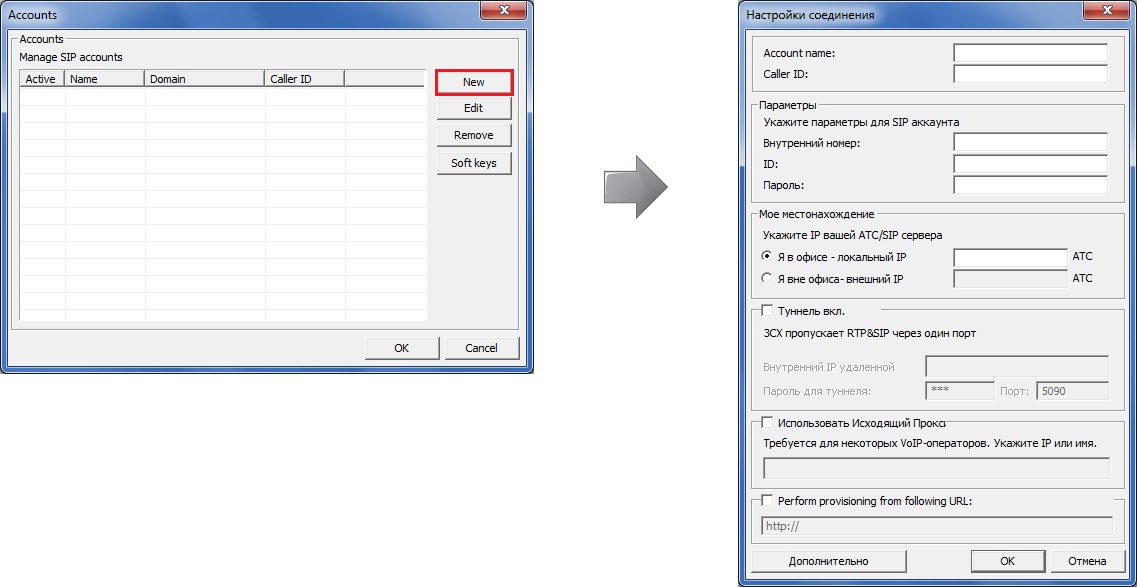 Accounts
Accounts
Manage SIP accounts
Active Name Domain Caller ID
New
Edit
Remove
Soft keys
OK Cancel
Настройки соединения
Account name:
Caller ID:
Параметры
Укажите параметры для SIP аккаунта
Внутренний номер:
ID:
Пароль:
Мое местонахождение
Укажите IP вашей АТС/SIP сервера
Я в офисе - локальный IP АТС
Я вне офиса- внешний IP АТС
Туннель вкл.
3CX пропускает RTP&SIP через один порт
Внутренний IP удаленной
Пароль для туннеля: *** Порт: 5090
Использовать Исходящий Прокси
Требуется для некоторых VoIP-операторов. Укажите IP или имя.
Perform provisioning from following URL:
http://
Дополнительно OK Отмена